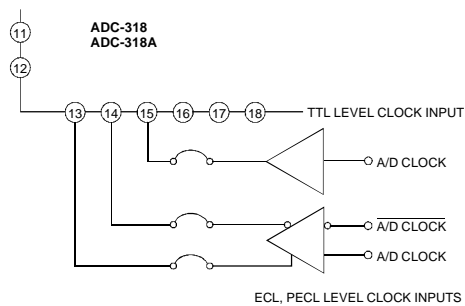 11
ADC-318
ADC-318A
12
13 14 15 16 17 18 TTL LEVEL CLOCK INPUT
A/D CLOCK
A/D CLOCK
A/D CLOCK
ECL, PECL LEVEL CLOCK INPUTS